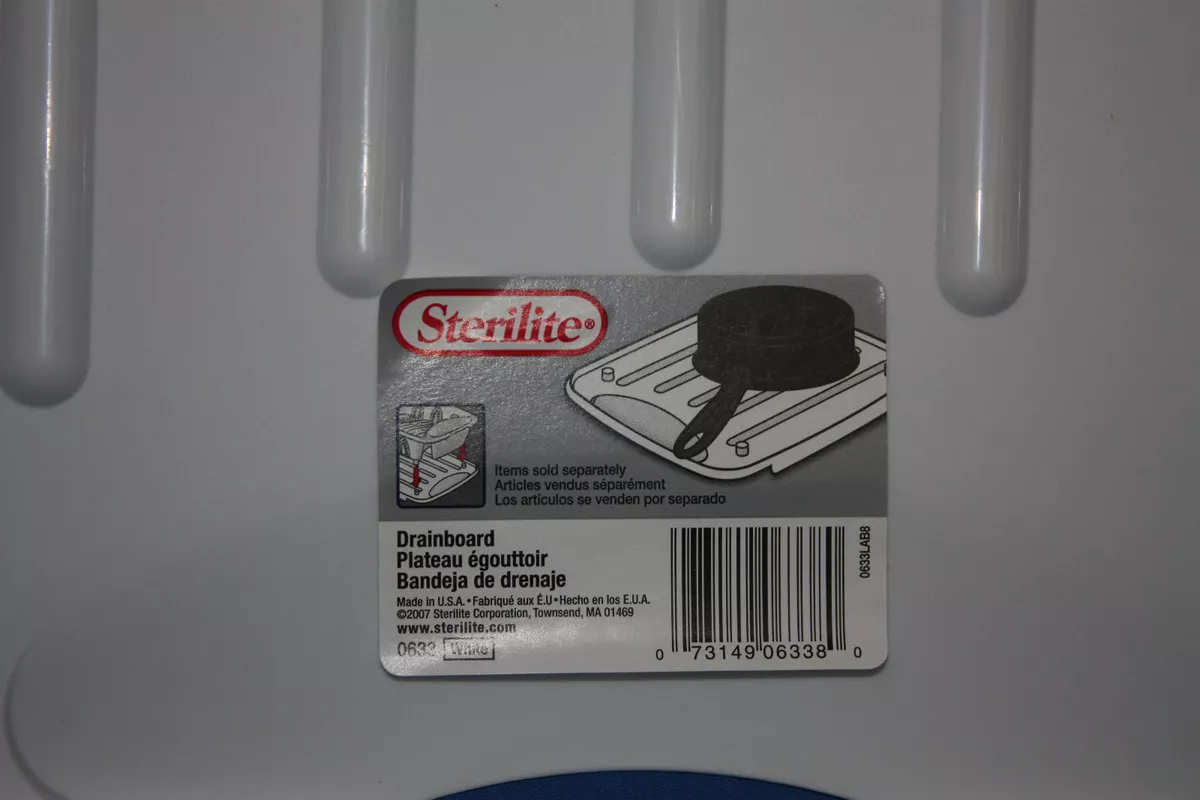 Sterilite®
Items sold separately
Articles vendus séparément
Los artículos se venden por separado
Drainboard
Plateau égouttoir
Bandeja de drenaje
Made in U.S.A. • Fabriqué aux É.U • Hecho en los E.U.A.
©2007 Sterilite Corporation, Townsend, MA 01469
www.sterilite.com
0633 White
0 73149 06338 0
0633LAB8